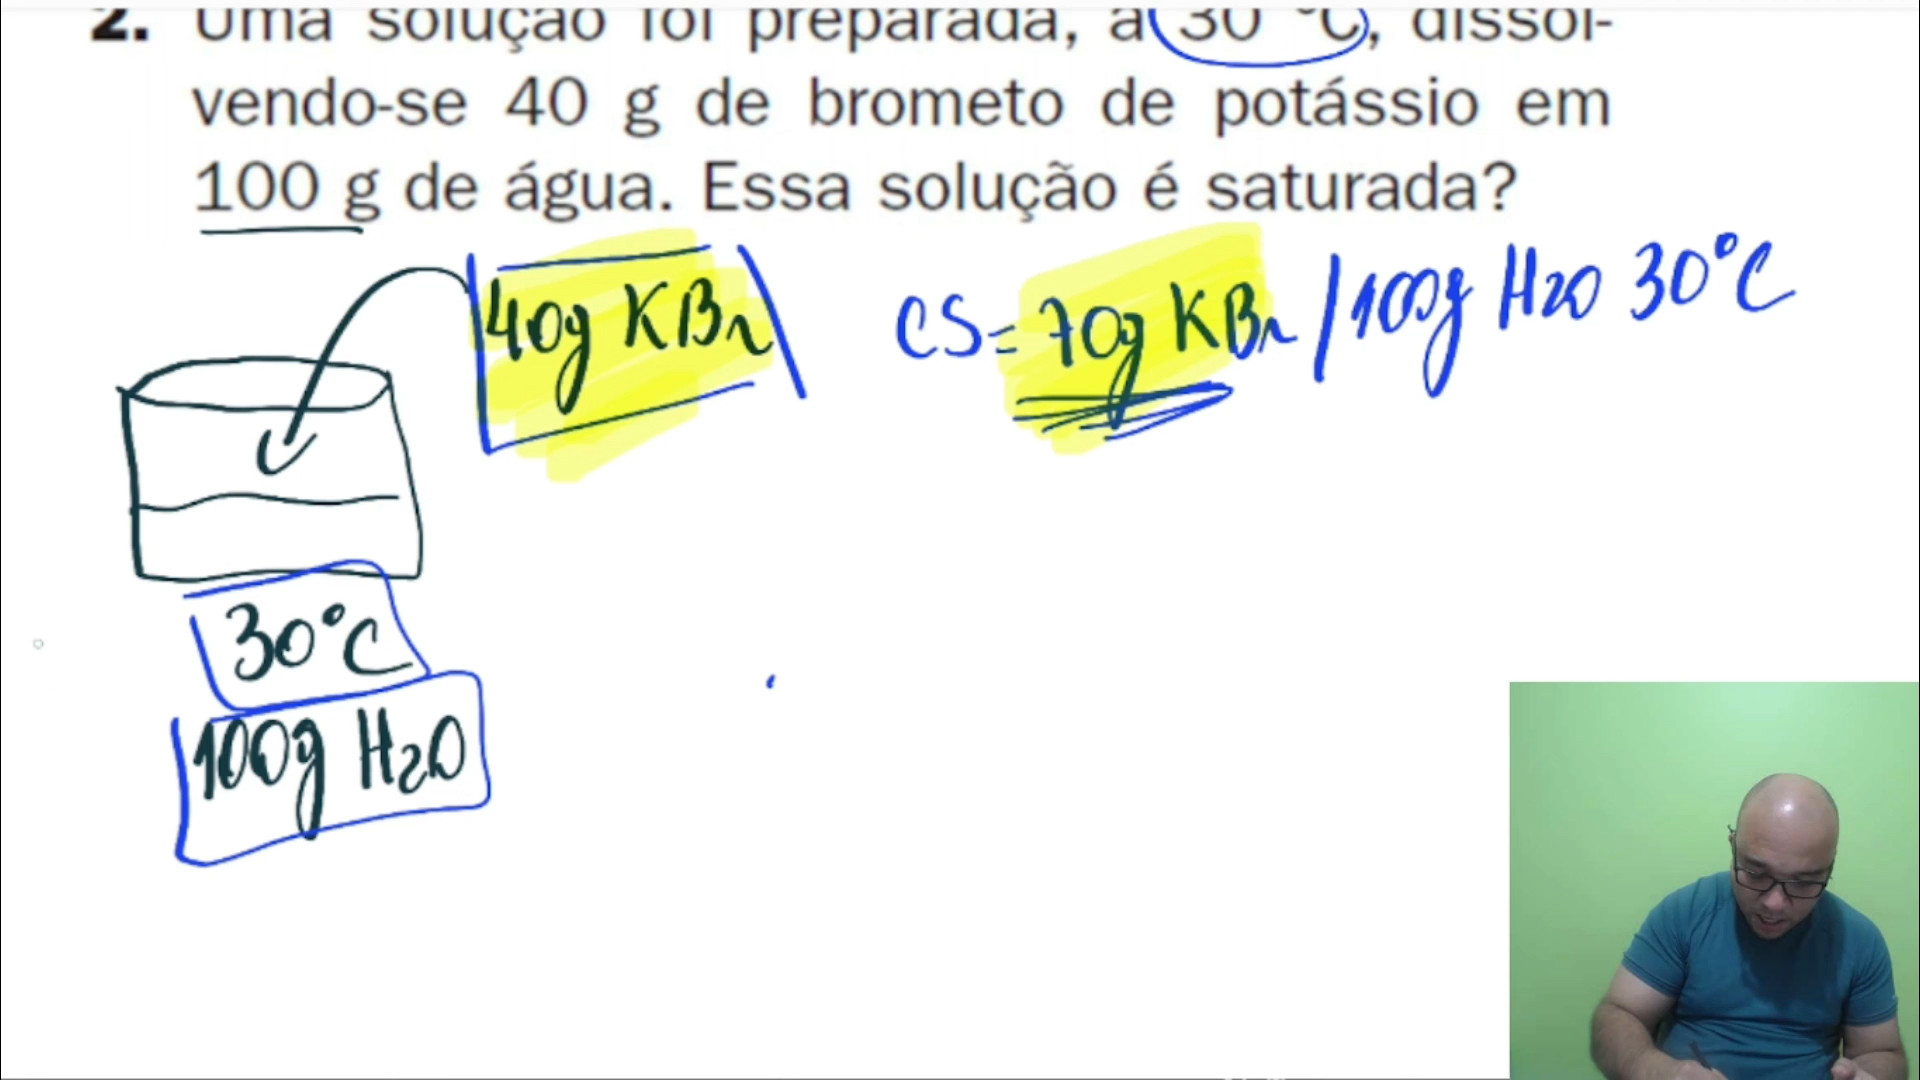 2. Uma solução foi preparada, a 30 °C, dissol-
vendo-se 40 g de brometo de potássio em
100 g de água. Essa solução é saturada?
40g KBr CS= 70g KBr / 100g H2O 30°C
30°C
100g H2O